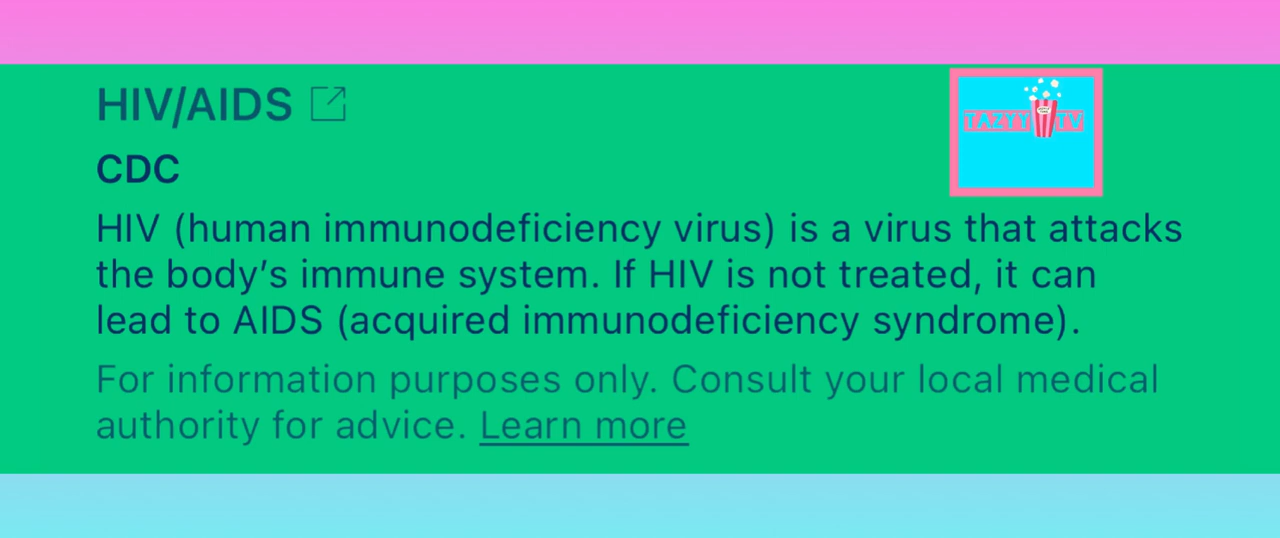 HIV/AIDS
TAZYY TV
CDC
HIV (human immunodeficiency virus) is a virus that attacks
the body’s immune system. If HIV is not treated, it can
lead to AIDS (acquired immunodeficiency syndrome).
For information purposes only. Consult your local medical
authority for advice. Learn more